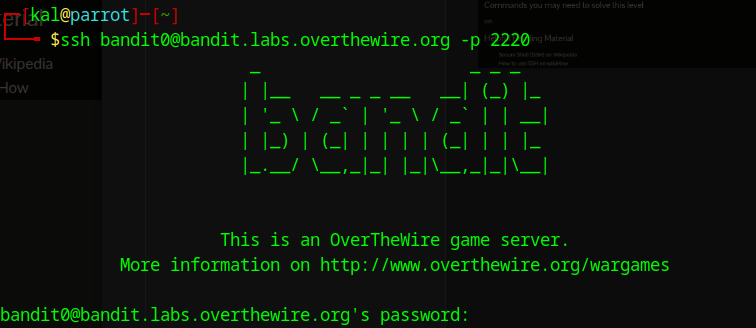 ┌─[kal@parrot]─[~]
└──╼ $ssh bandit0@bandit.labs.overthewire.org -p 2220
bandit
This is an OverTheWire game server.
More information on http://www.overthewire.org/wargames
bandit0@bandit.labs.overthewire.org's password:
Commands you may need to solve this level
Material
Wikipedia
How